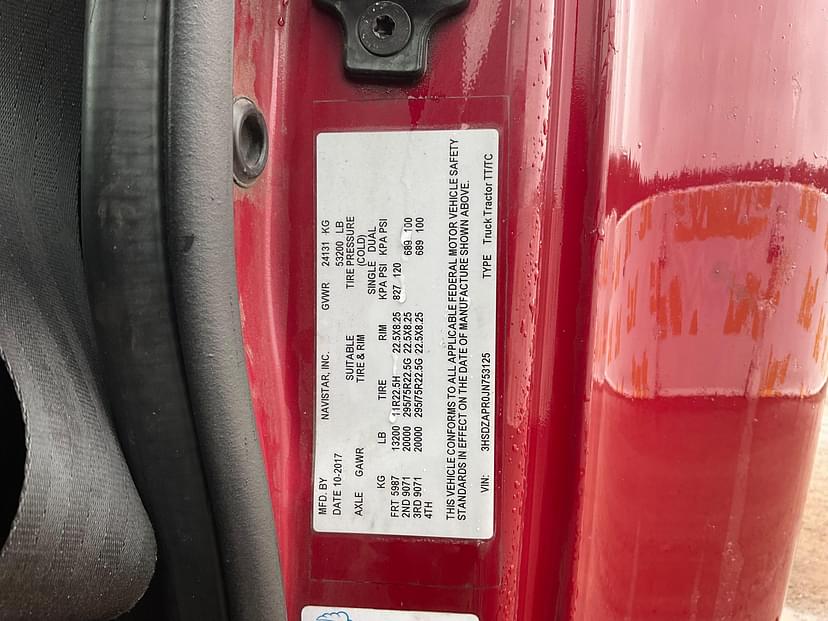 MFD. BY NAVISTAR, INC. GVWR 24131 KG
DATE 10-2017 53200 LB
SUITABLE TIRE PRESSURE
AXLE GAWR TIRE & RIM (COLD)
SINGLE DUAL
KG LB TIRE RIM KPA PSI KPA PSI
FRT 5987 13200 11R22.5H 22.5X8.25 827 120
2ND 9071 20000 295/75R22.5G 22.5X8.25 689 100
3RD 9071 20000 295/75R22.5G 22.5X8.25 689 100
4TH
THIS VEHICLE CONFORMS TO ALL APPLICABLE FEDERAL MOTOR VEHICLE SAFETY
STANDARDS IN EFFECT ON THE DATE OF MANUFACTURE SHOWN ABOVE.
VIN: 3HSDZAPR0JN753125 TYPE Truck Tractor TT/TC